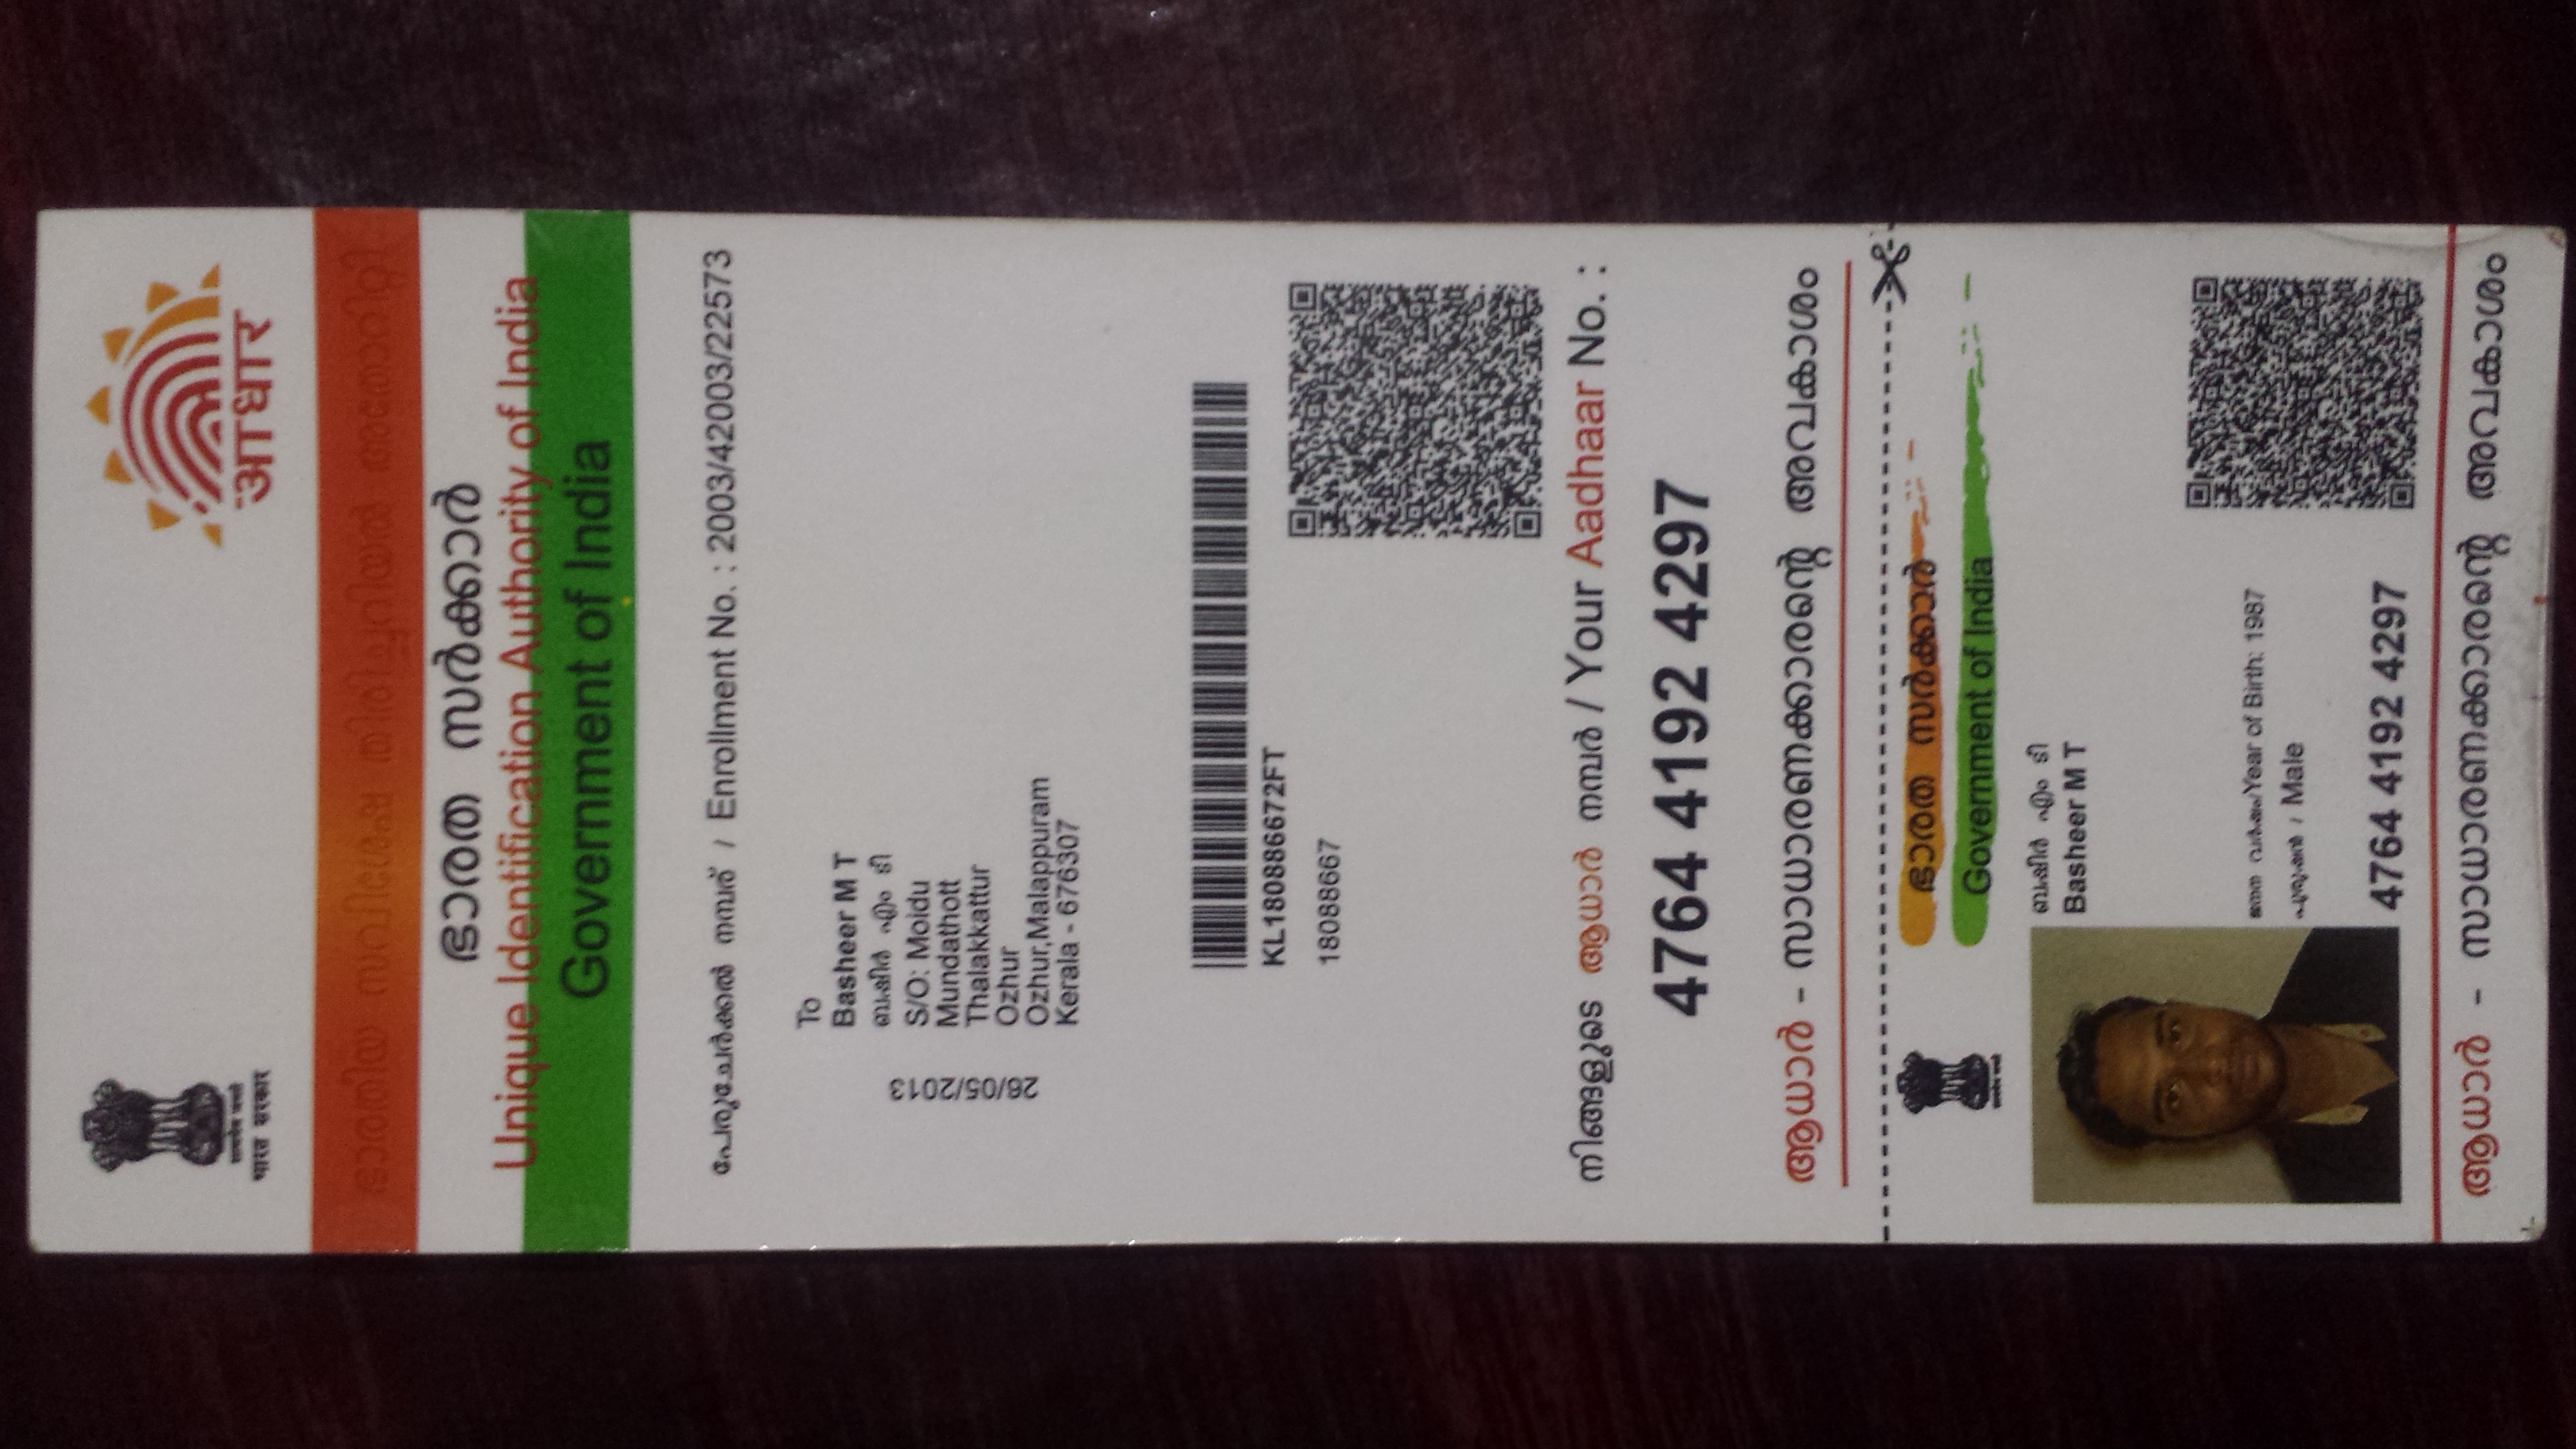 सत्यमेव जयते
भारत सरकार
आधार
ഭാരതിയ സവിശേഷ തിരിച്ചറിയൽ അതോറിറ്റി
ഭാരത സർക്കാർ
Unique Identification Authority of India
Government of India
പേരുചേർക്കൽ നമ്പര് / Enrollment No. : 2003/42003/22573
26/05/2013
To
Basheer M T
ബഷീർ എം ടി
S/O: Moidu
Mundathott
Thalakkattur
Ozhur
Ozhur,Malappuram
Kerala - 676307
KL180886672FT
18088667
നിങ്ങളുടെ ആധാർ നമ്പർ / Your Aadhaar No. :
4764 4192 4297
ആധാർ - സാധാരണക്കാരന്റെ അവകാശം
ഭാരത സർക്കാർ
Government of India
सत्यमेव जयते
ബഷീർ എം ടി
Basheer M T
ജനന വർഷം/Year of Birth: 1987
പുരുഷൻ / Male
4764 4192 4297
ആധാർ - സാധാരണക്കാരന്റെ അവകാശം